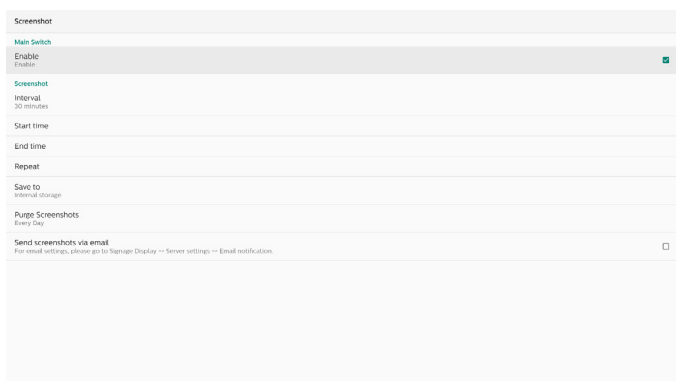 Screenshot
Main Switch
Enable
Enable
Screenshot
Interval
30 minutes
Start time
End time
Repeat
Save to
Internal storage
Purge Screenshots
Every Day
Send screenshots via email
For email settings, please go to Signage Display -- Server settings -- Email notification.